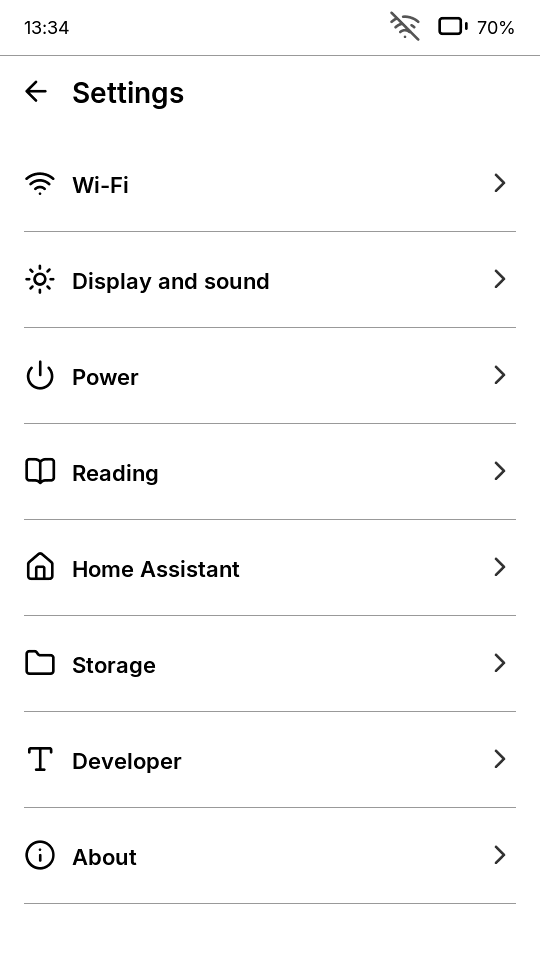 13:34 70%
Settings
Wi-Fi
Display and sound
Power
Reading
Home Assistant
Storage
Developer
About